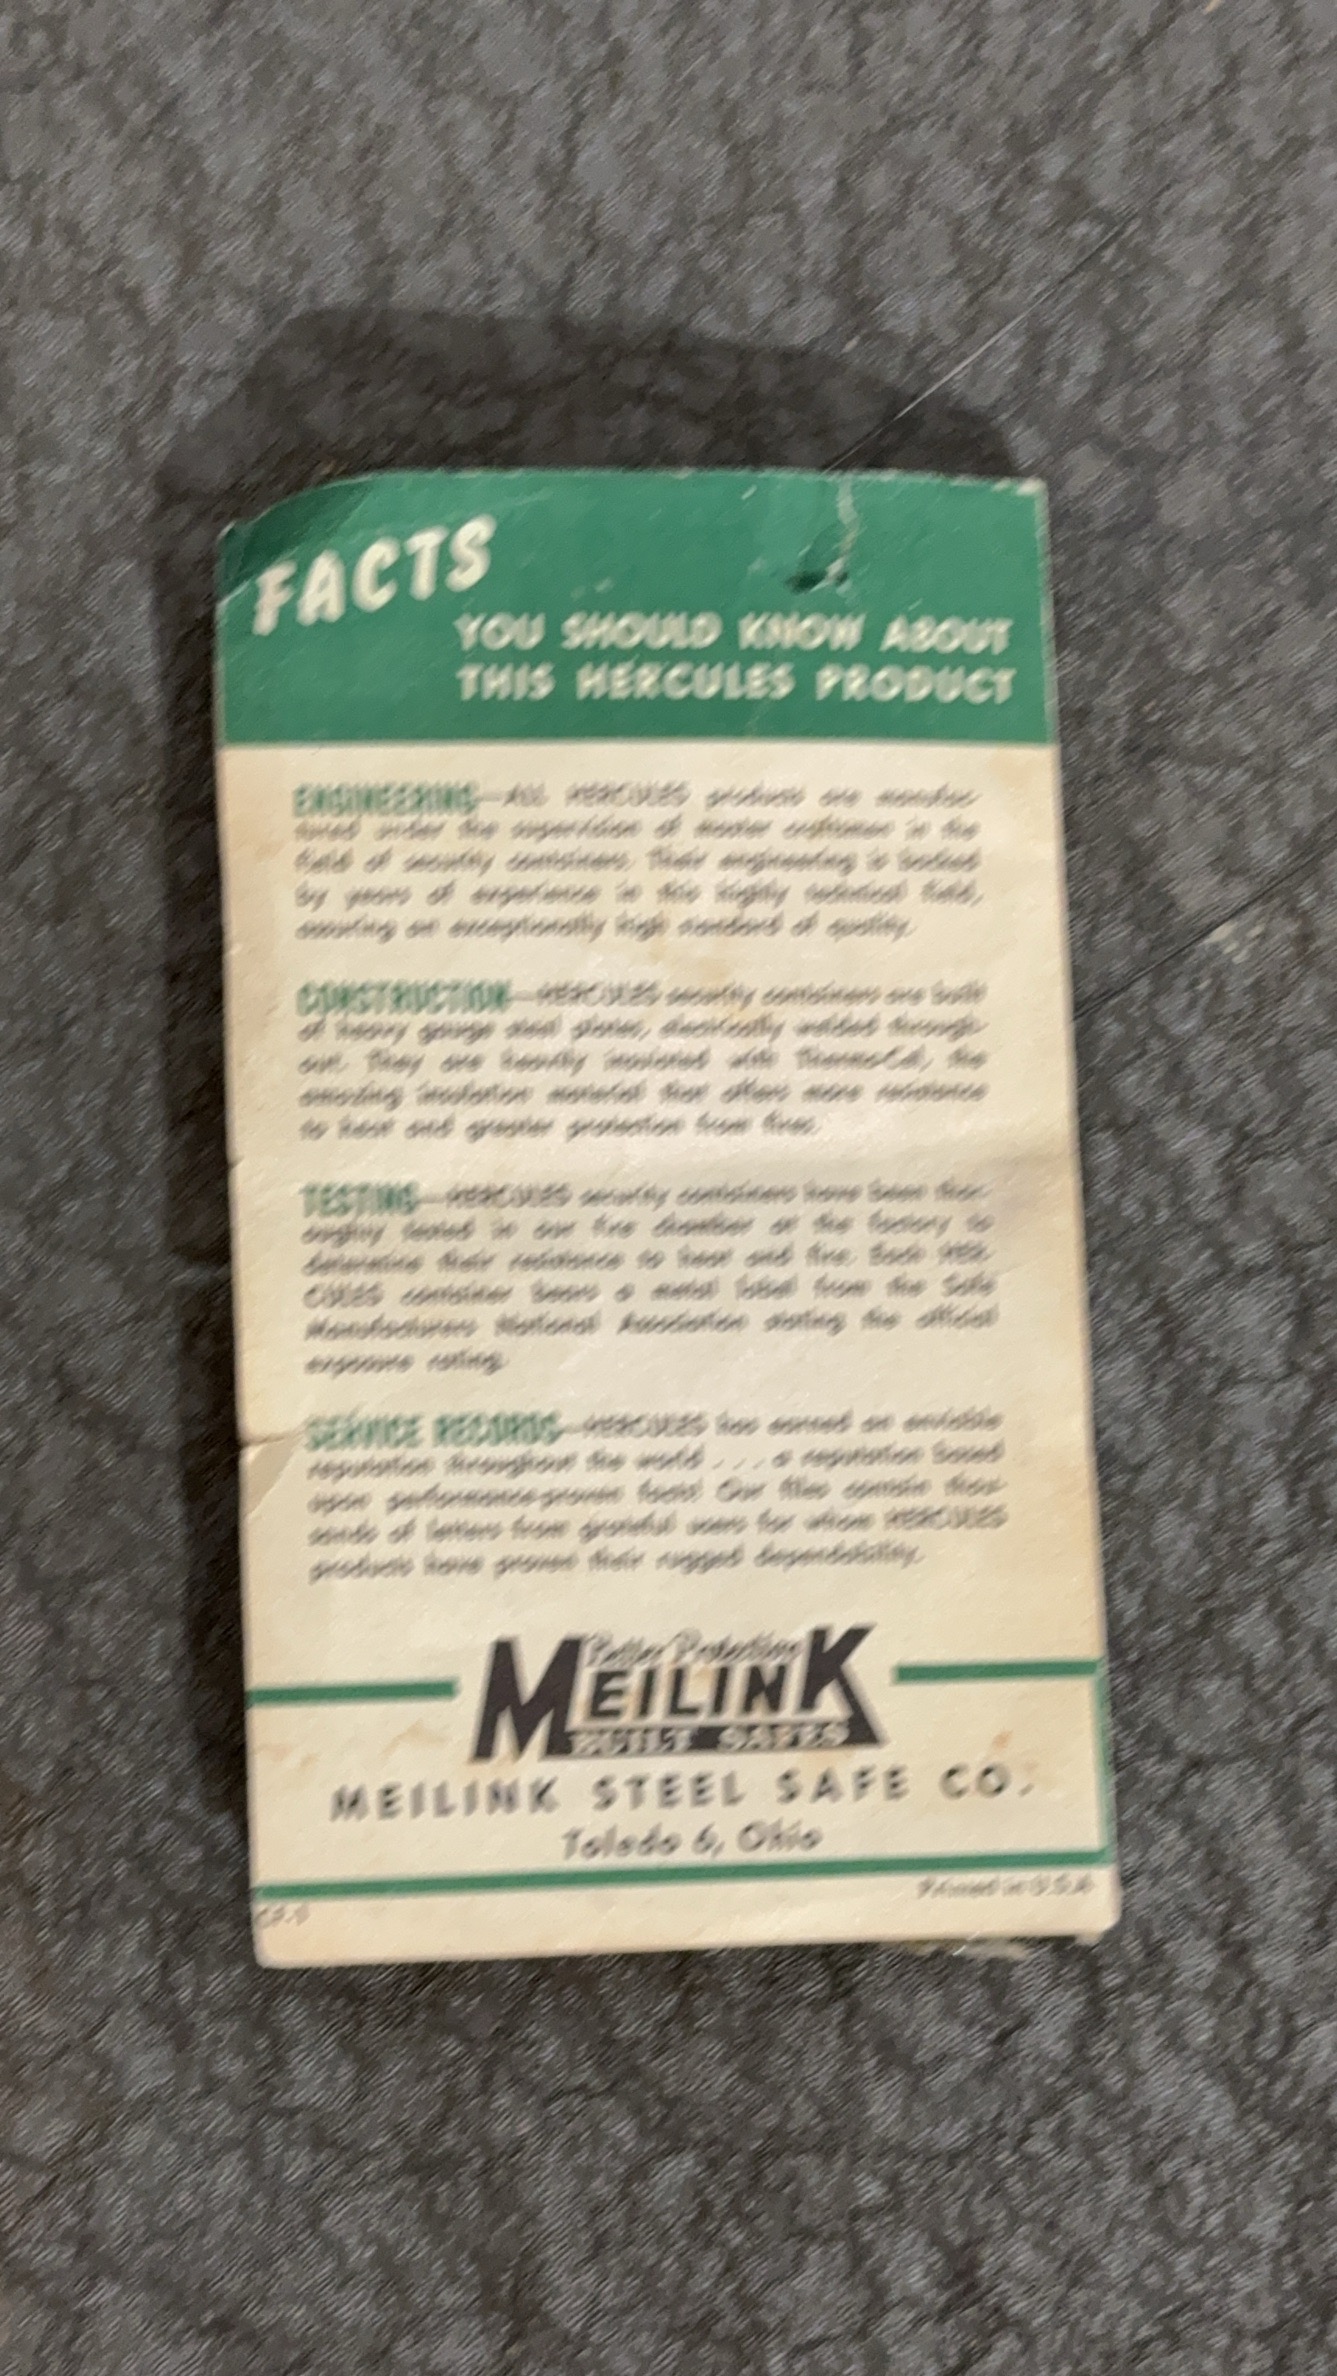 FACTS
YOU SHOULD KNOW ABOUT
THIS HERCULES PRODUCT
ENGINEERING—ALL HERCULES products are manufac-
tured under the supervision of master craftsmen in the
field of security containers. Their engineering is backed
by years of experience in this highly technical field,
assuring an exceptionally high standard of quality.
CONSTRUCTION—HERCULES security containers are built
of heavy gauge steel plates, electrically welded through-
out. They are heavily insulated with Thermo-Cel, the
amazing insulation material that offers more resistance
to heat and greater protection from fires.
TESTING—HERCULES security containers have been thor-
oughly tested in our fire chamber at the factory to
determine their resistance to heat and fire. Each HER-
CULES container bears a metal label from the Safe
Manufacturers National Association stating the official
exposure rating.
SERVICE RECORDS—HERCULES has earned an enviable
reputation throughout the world . . . a reputation based
upon performance-proven facts! Our files contain thou-
sands of letters from grateful users for whom HERCULES
products have proven their rugged dependability.
Better Protection
MEILINK
BUILT SAFES
MEILINK STEEL SAFE CO.
Toledo 6, Ohio
Printed in U.S.A.